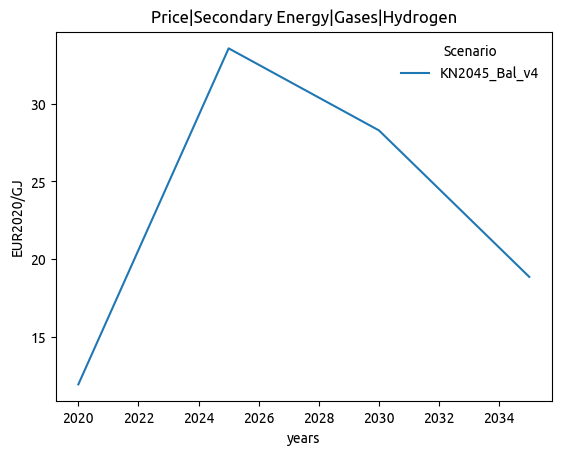 Price|Secondary Energy|Gases|Hydrogen
Scenario
KN2045_Bal_v4
EUR2020/GJ
30
25
20
15
2020 2022 2024 2026 2028 2030 2032 2034
years